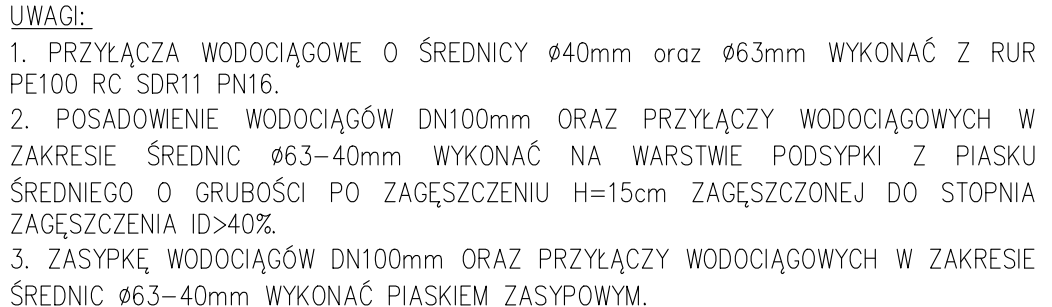 UWAGI:
1. PRZYŁĄCZA WODOCIĄGOWE O ŚREDNICY ø40mm oraz ø63mm WYKONAĆ Z RUR
PE100 RC SDR11 PN16.
2. POSADOWIENIE WODOCIĄGÓW DN100mm ORAZ PRZYŁĄCZY WODOCIĄGOWYCH W
ZAKRESIE ŚREDNIC ø63-40mm WYKONAĆ NA WARSTWIE PODSYPKI Z PIASKU
ŚREDNIEGO O GRUBOŚCI PO ZAGĘSZCZENIU H=15cm ZAGĘSZCZONEJ DO STOPNIA
ZAGĘSZCZENIA ID>40%.
3. ZASYPKĘ WODOCIĄGÓW DN100mm ORAZ PRZYŁĄCZY WODOCIĄGOWYCH W ZAKRESIE
ŚREDNIC ø63-40mm WYKONAĆ PIASKIEM ZASYPOWYM.